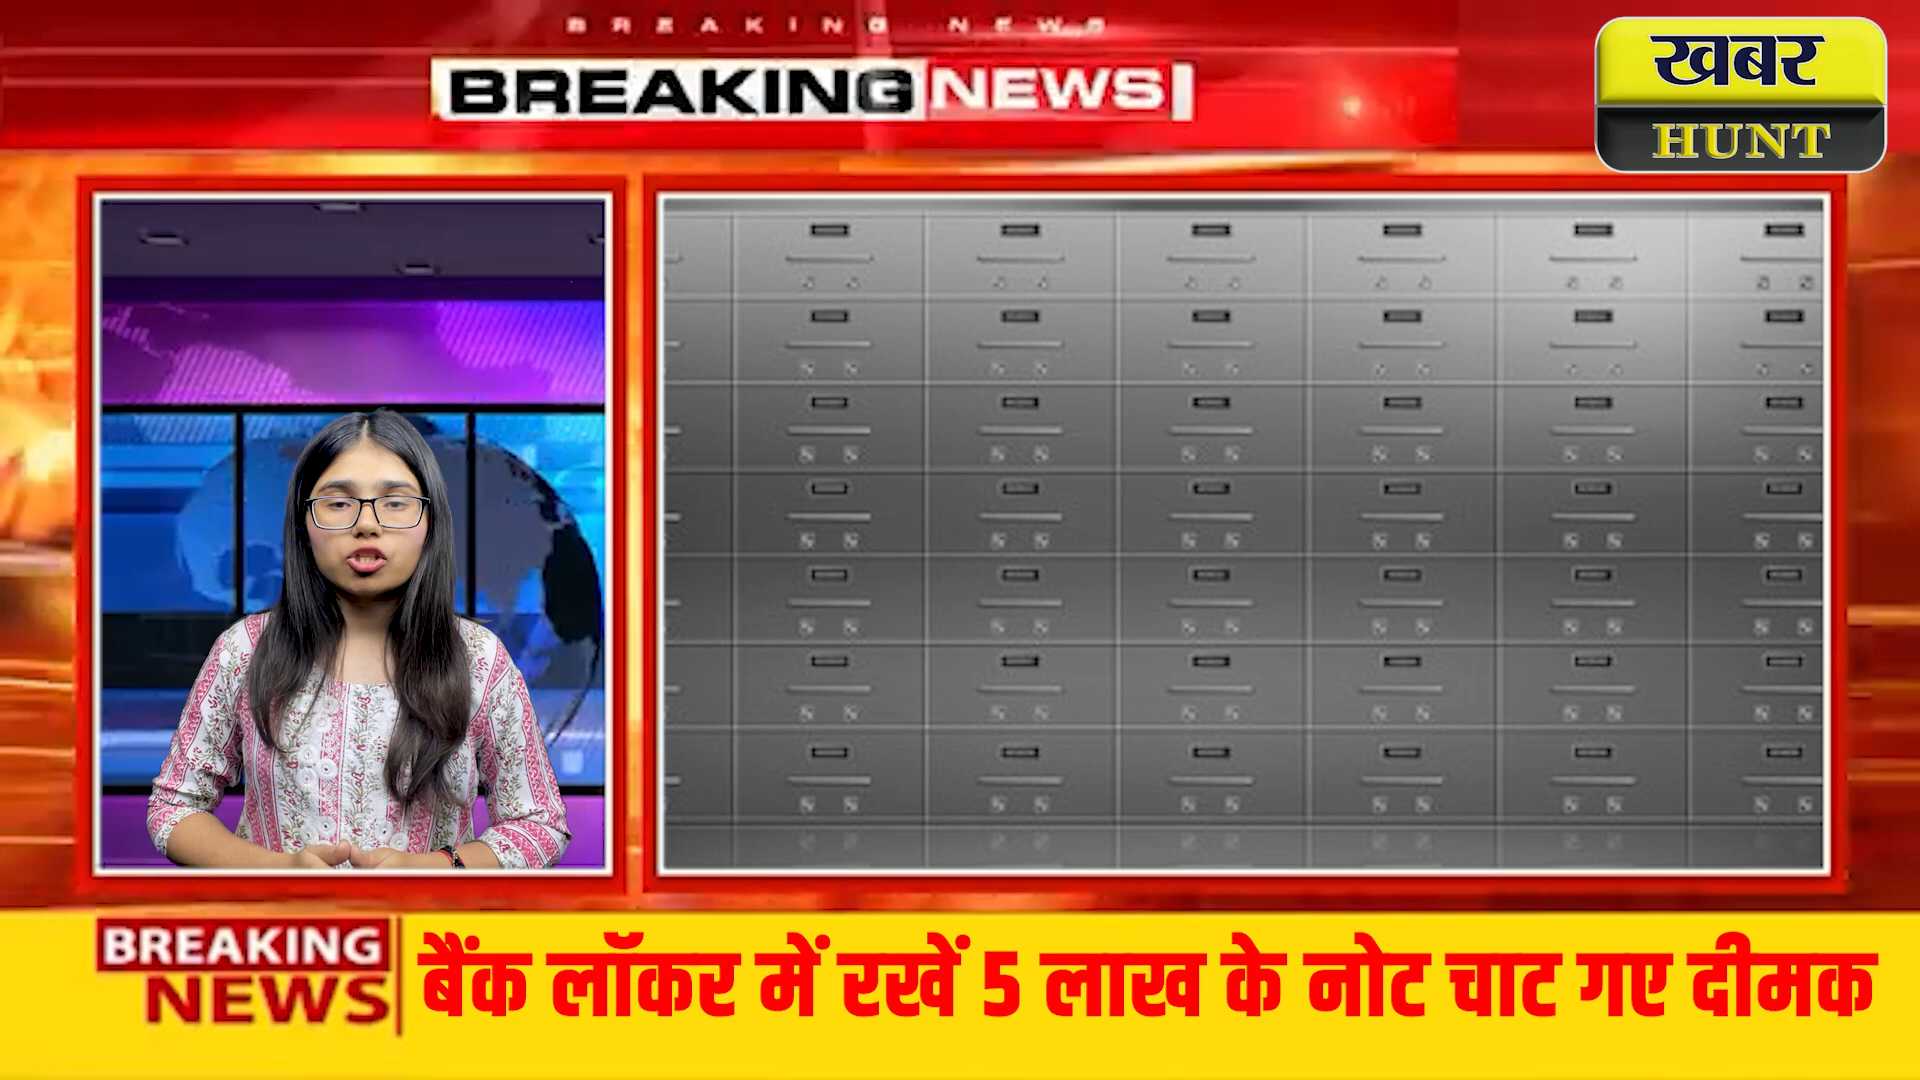 BREAKING NEWS
BREAKING NEWS
खबर
HUNT
BREAKING
NEWS
बैंक लॉकर में रखें 5 लाख के नोट चाट गए दीमक